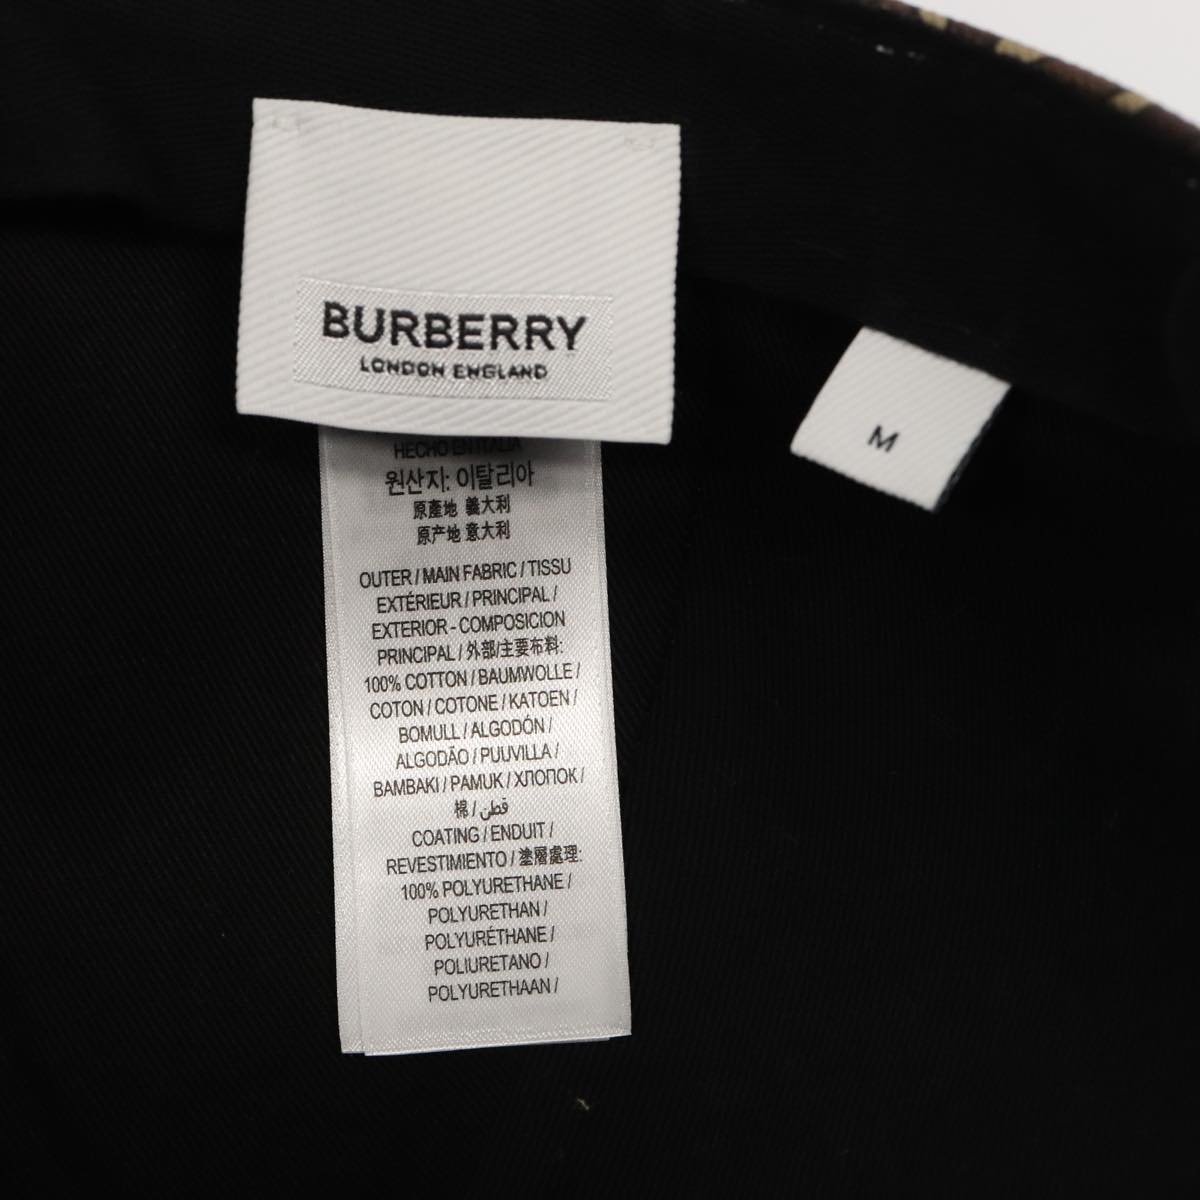 BURBERRY
LONDON ENGLAND
M
HECHO EN ITALIA
원산지: 이탈리아
原產地 義大利
原产地 意大利
OUTER / MAIN FABRIC / TISSU
EXTÉRIEUR / PRINCIPAL /
EXTERIOR - COMPOSICION
PRINCIPAL / 外部/主要布料:
100% COTTON / BAUMWOLLE /
COTON / COTONE / KATOEN /
BOMULL / ALGODÓN /
ALGODÃO / PUUVILLA /
BAMBAKI / PAMUK / ХЛОПОК /
棉 / قطن
COATING / ENDUIT /
REVESTIMIENTO / 塗層處理:
100% POLYURETHANE /
POLYURETHAN /
POLYURÉTHANE /
POLIURETANO /
POLYURETHAAN /